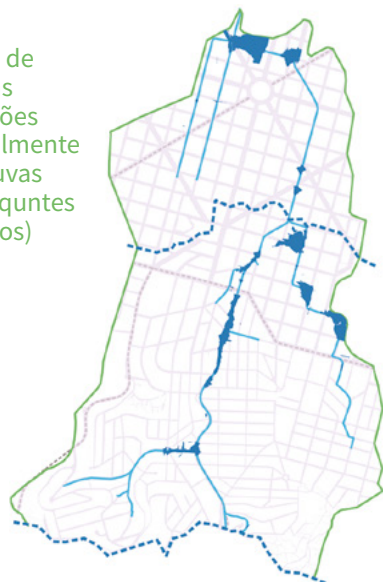 de
s
ões
lmente
uvas
quntes
os)